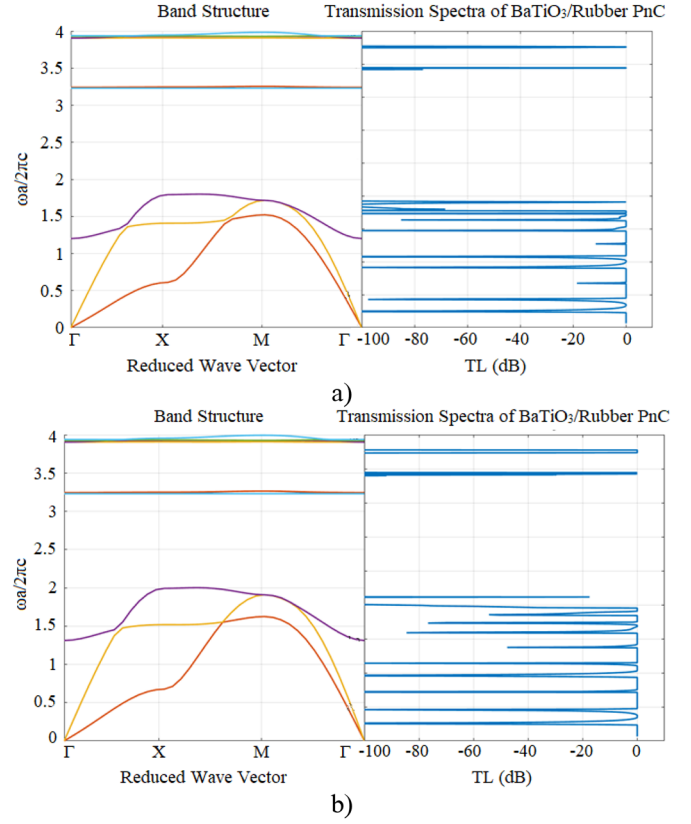 Band Structure
Transmission Spectra of BaTiO₃/Rubber PnC
4
3.5
3
2.5
2
1.5
1
0.5
0
ωa/2πc
Γ
X
M
Γ
-100
-80
-60
-40
-20
0
Reduced Wave Vector
TL (dB)
a)
Band Structure
Transmission Spectra of BaTiO₃/Rubber PnC
4
3.5
3
2.5
2
1.5
1
0.5
0
ωa/2πc
Γ
X
M
Γ
-100
-80
-60
-40
-20
0
Reduced Wave Vector
TL (dB)
b)